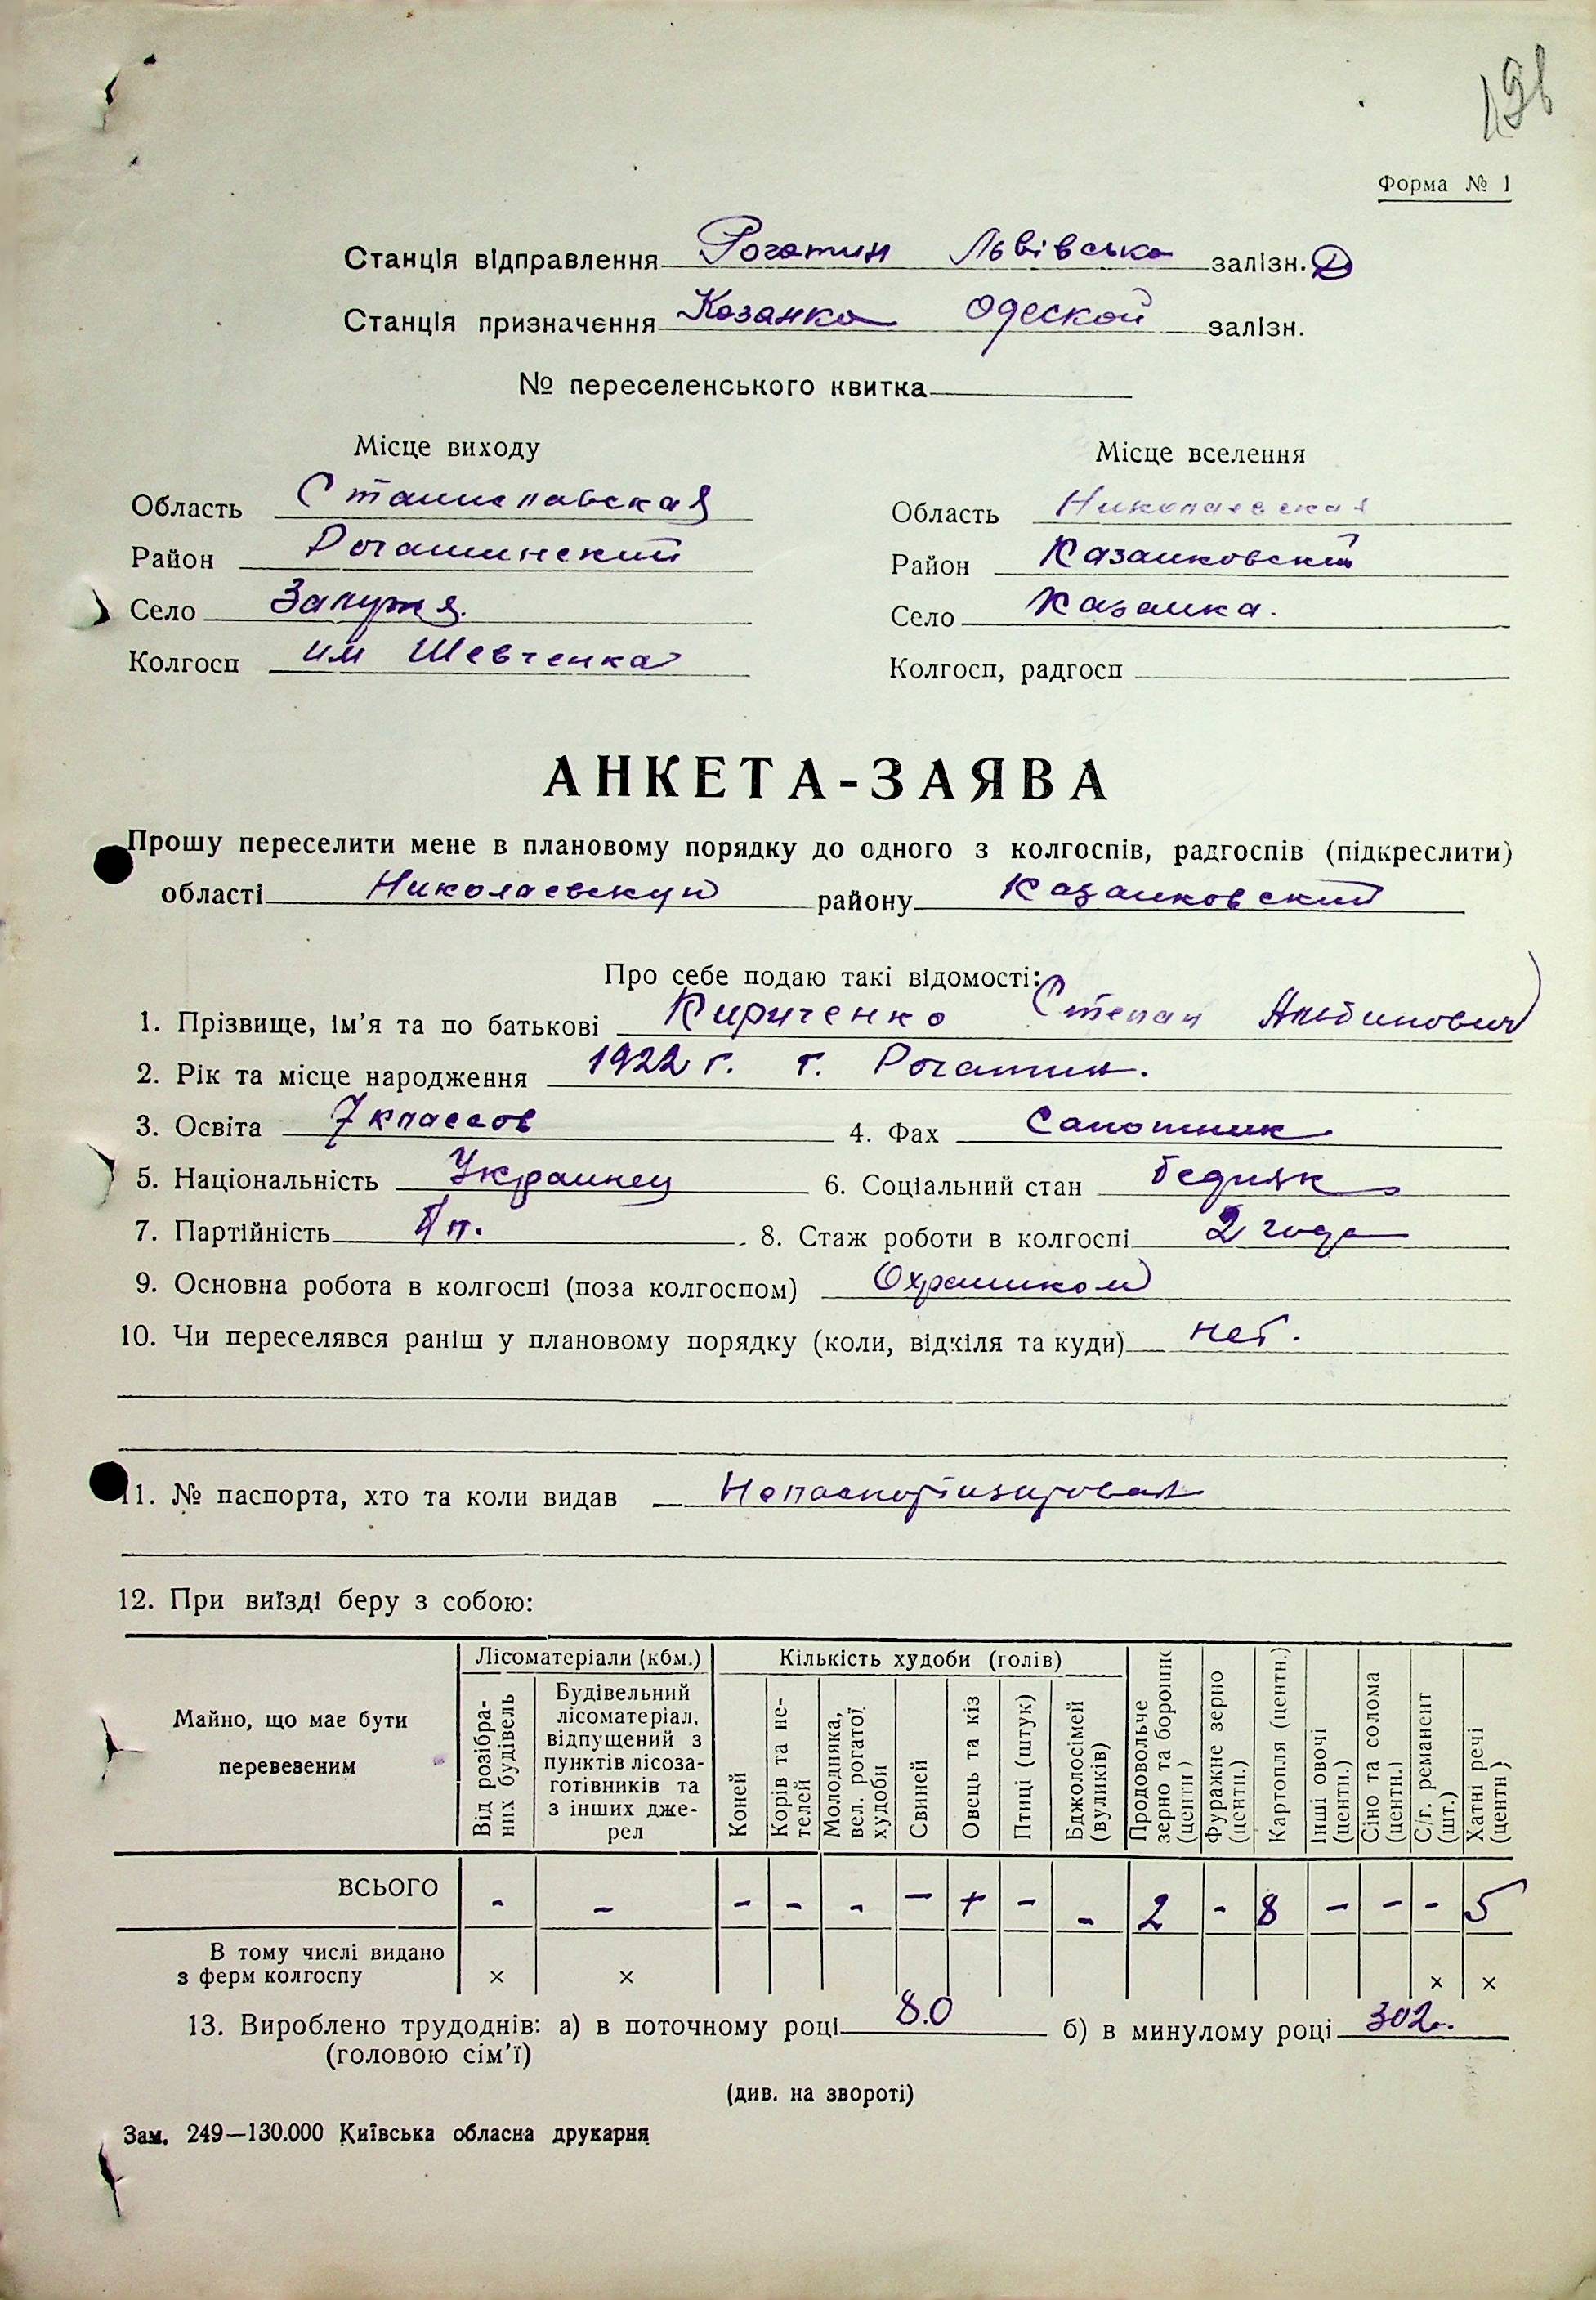 198
Форма № 1
Станція відправлення Рогатин Львівська залізн.
Станція призначення Казанка Одеской залізн.
№ переселенського квитка
Місце виходу
Місце вселення
Область Станиславская
Область Николаевская
Район Рогатинский
Район Казанковский
Село Залужя.
Село Казанка.
Колгосп им Шевченка
Колгосп, радгосп
АНКЕТА-ЗАЯВА
Прошу переселити мене в плановому порядку до одного з колгоспів, радгоспів (підкреслити)
області Николаевскую району Казанковский
Про себе подаю такі відомості:
1. Прізвище, ім’я та по батькові Кириченко Степан Альбинович
2. Рік та місце народження 1922 г. г. Рогатин.
3. Освіта 7 классов 4. Фах Сапожник
5. Національність Украинец 6. Соціальний стан бедняк
7. Партійність б/п. 8. Стаж роботи в колгоспі 2 года
9. Основна робота в колгоспі (поза колгоспом) Охраником
10. Чи переселявся раніш у плановому порядку (коли, відкіля та куди) нет.
11. № паспорта, хто та коли видав Непаспортизирован
12. При виїзді беру з собою:
Майно, що має бути перевезеним
Лісоматеріали (кбм.)
Кількість худоби (голів)
Від розібраних будівель
Будівельний лісоматеріал, відпущений з пунктів лісозаготівників та з інших джерел
Коней
Корів та нетелей
Молодняка, вел. рогатої худоби
Свиней
Овець та кіз
Птиці (штук)
Бджолосімей (вуликів)
Продовольче зерно та борошно (центн)
Фуражне зерно (центн.)
Картопля (центн.)
Інші овочі (центн.)
Сіно та солома (центн.)
С/г. реманент (шт.)
Хатні речі (центн)
ВСЬОГО - - - - - - + - - 2 - 8 - - - 5
В тому числі видано
з ферм колгоспу × × × ×
13. Вироблено трудоднів: а) в поточному році 80 б) в минулому році 302
(головою сім’ї)
(див. на звороті)
Зам. 249—130.000 Київська обласна друкарня